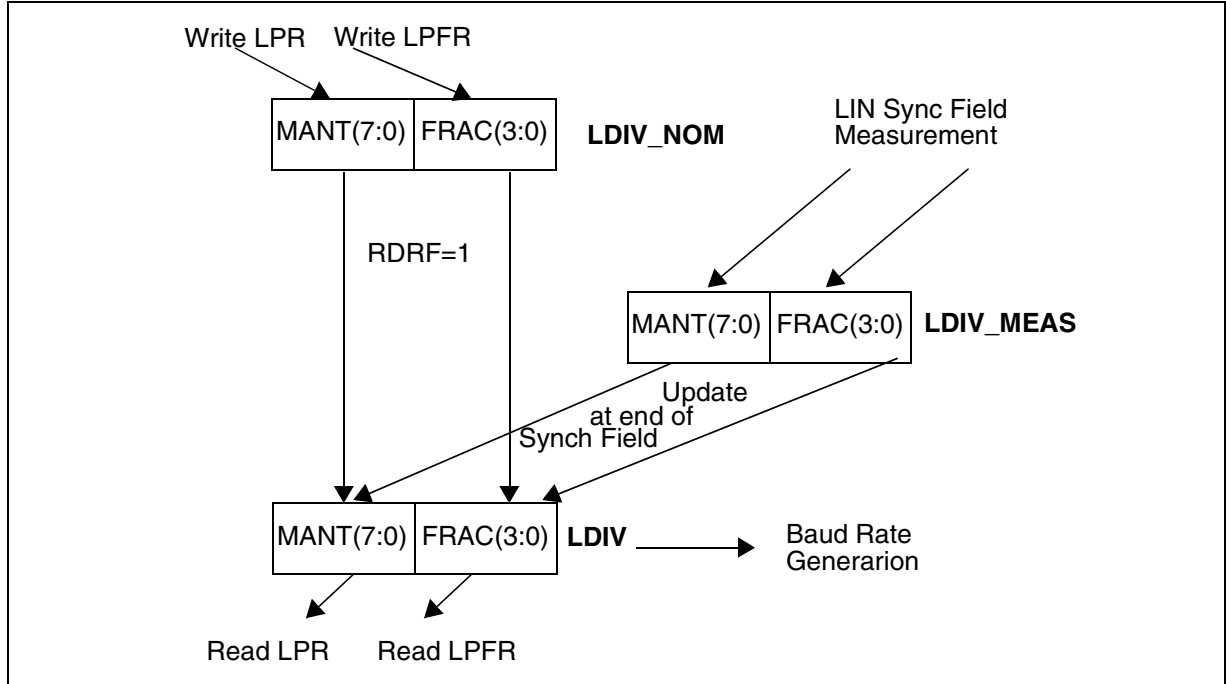 Write LPR
Write LPFR
MANT(7:0)
FRAC(3:0)
LDIV_NOM
LIN Sync Field
Measurement
RDRF=1
MANT(7:0)
FRAC(3:0)
LDIV_MEAS
Update
at end of
Synch Field
MANT(7:0)
FRAC(3:0)
LDIV
Baud Rate
Generarion
Read LPR
Read LPFR